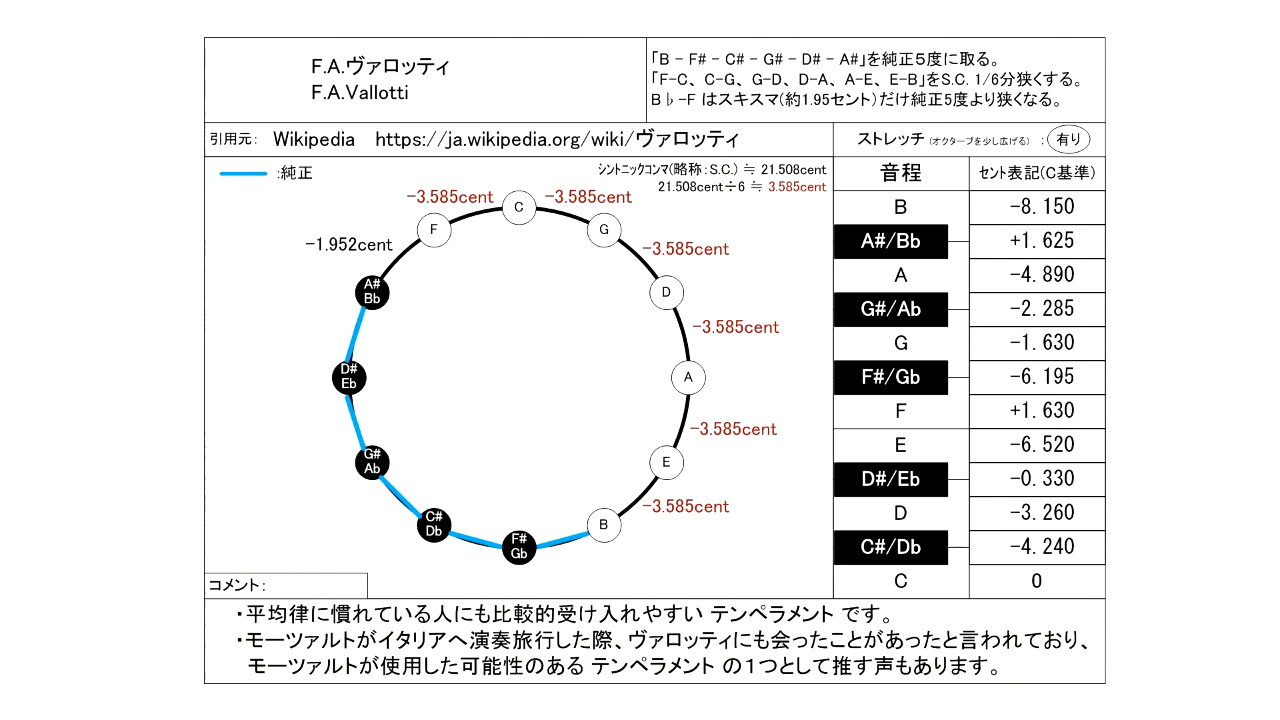 F.A.ヴァロッティ
F.A.Vallotti
「B - F# - C# - G# - D# - A#」を純正5度に取る。
「F-C、C-G、G-D、D-A、A-E、E-B」をS.C. 1/6分狭くする。
B♭-F はスキスマ(約1.95セント)だけ純正5度より狭くなる。
引用元: Wikipedia https://ja.wikipedia.org/wiki/ヴァロッティ
ストレッチ (オクターブを少し広げる) : 有り
:純正
シントニックコンマ(略称:S.C.) ≒ 21.508cent
21.508cent÷6 ≒ 3.585cent
-3.585cent
C
-3.585cent
F
G
-1.952cent
-3.585cent
A#
Bb
D
-3.585cent
D#
Eb
A
-3.585cent
G#
Ab
E
-3.585cent
C#
Db
B
F#
Gb
音程 セント表記(C基準)
B -8.150
A#/Bb +1.625
A -4.890
G#/Ab -2.285
G -1.630
F#/Gb -6.195
F +1.630
E -6.520
D#/Eb -0.330
D -3.260
C#/Db -4.240
C 0
コメント:
・平均律に慣れている人にも比較的受け入れやすい テンペラメント です。
・モーツァルトがイタリアへ演奏旅行した際、ヴァロッティにも会ったことがあったと言われており、
モーツァルトが使用した可能性のある テンペラメント の1つとして推す声もあります。